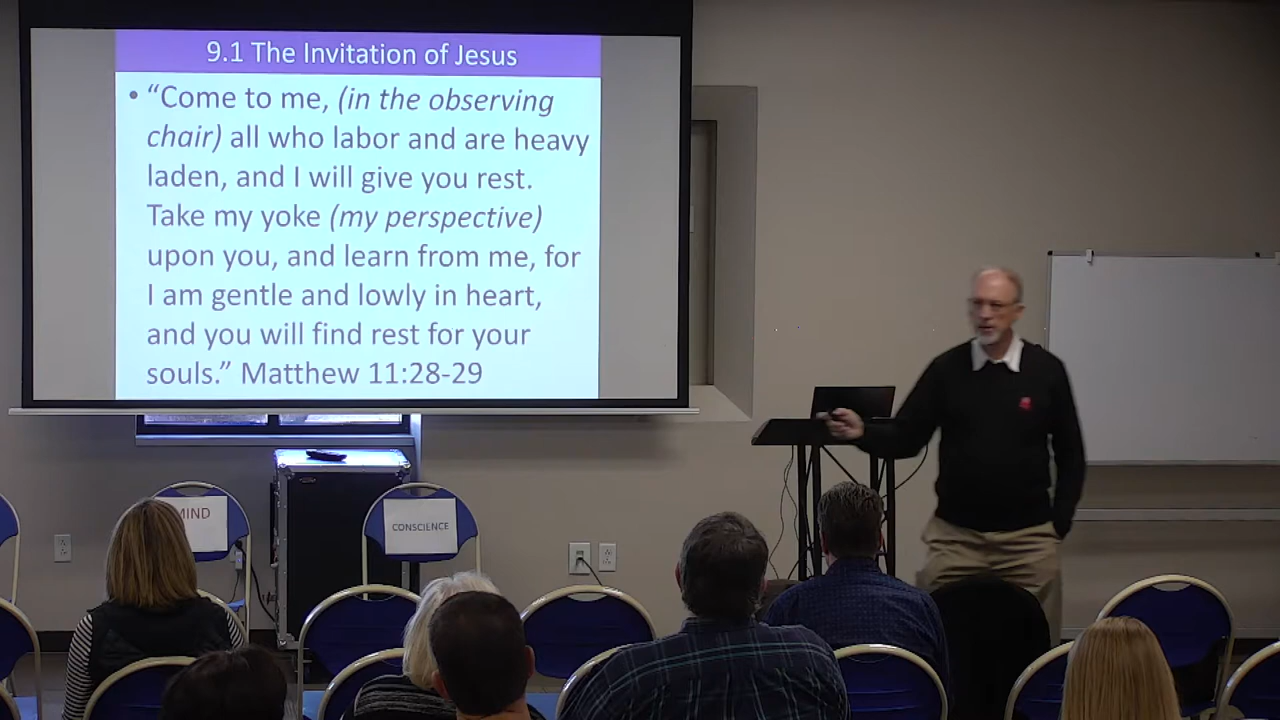 9.1 The Invitation of Jesus
• “Come to me, (in the observing
chair) all who labor and are heavy
laden, and I will give you rest.
Take my yoke (my perspective)
upon you, and learn from me, for
I am gentle and lowly in heart,
and you will find rest for your
souls.” Matthew 11:28-29
MIND
CONSCIENCE